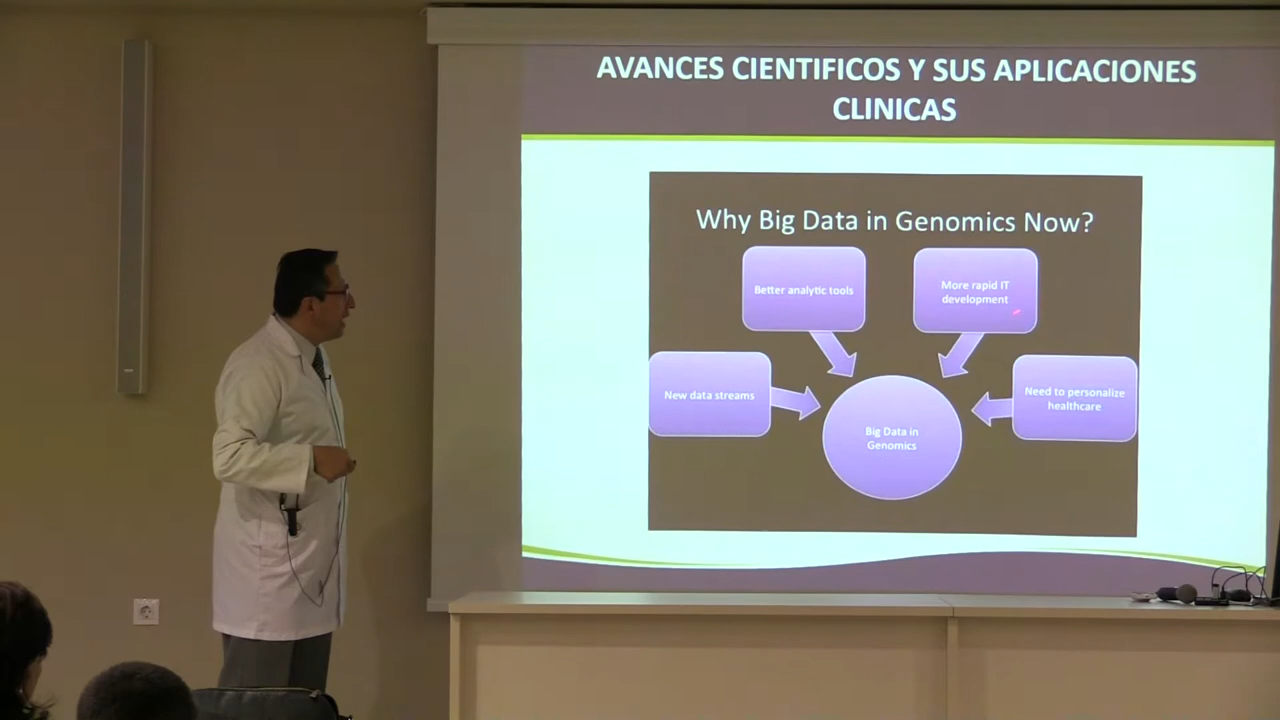 AVANCES CIENTIFICOS Y SUS APLICACIONES
CLINICAS
Why Big Data in Genomics Now?
Better analytic tools
More rapid IT
development
New data streams
Need to personalize
healthcare
Big Data in
Genomics